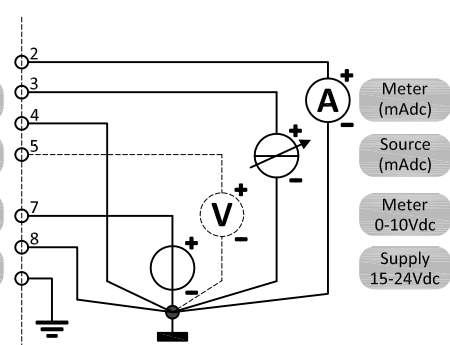 2
3
4
5
7
8
+
A
−
+
−
+
V
−
+
−
Meter
(mAdc)
Source
(mAdc)
Meter
0-10Vdc
Supply
15-24Vdc